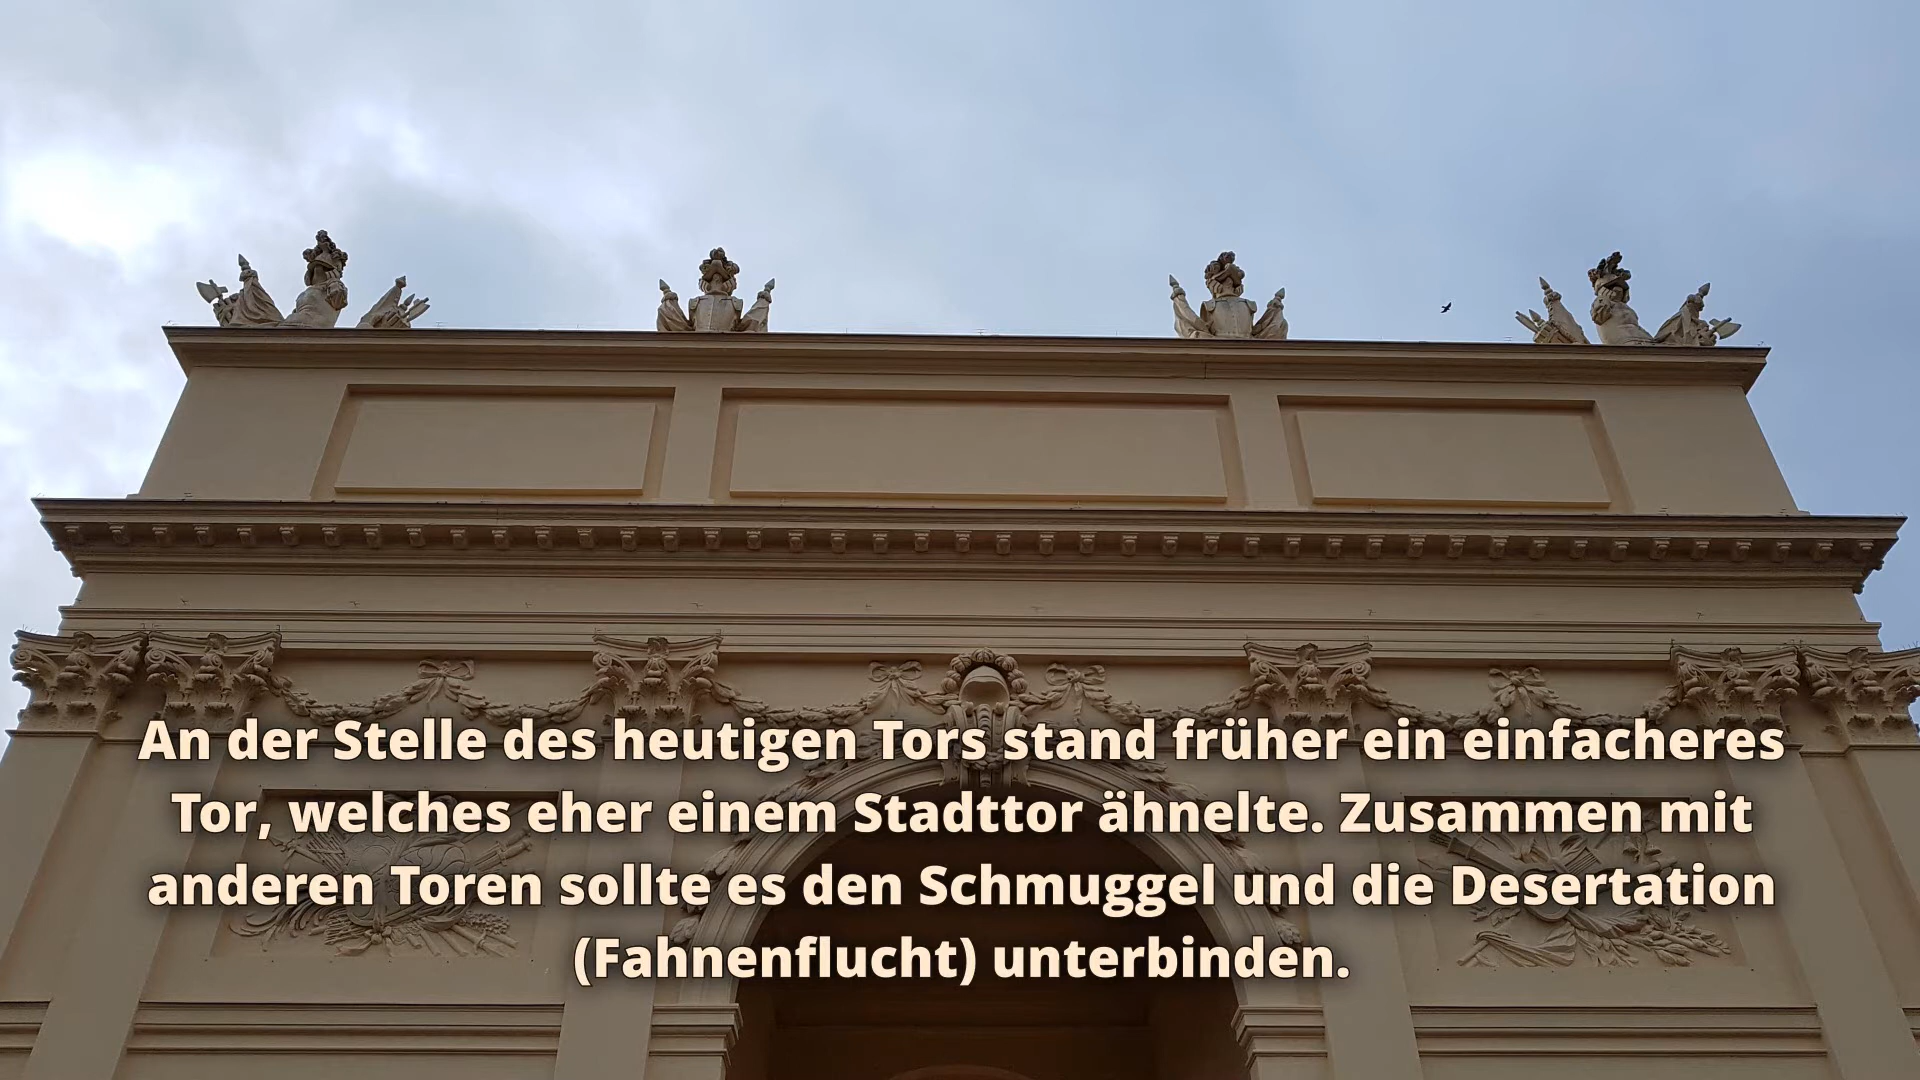 An der Stelle des heutigen Tors stand früher ein einfacheres
Tor, welches eher einem Stadttor ähnelte. Zusammen mit
anderen Toren sollte es den Schmuggel und die Desertation
(Fahnenflucht) unterbinden.